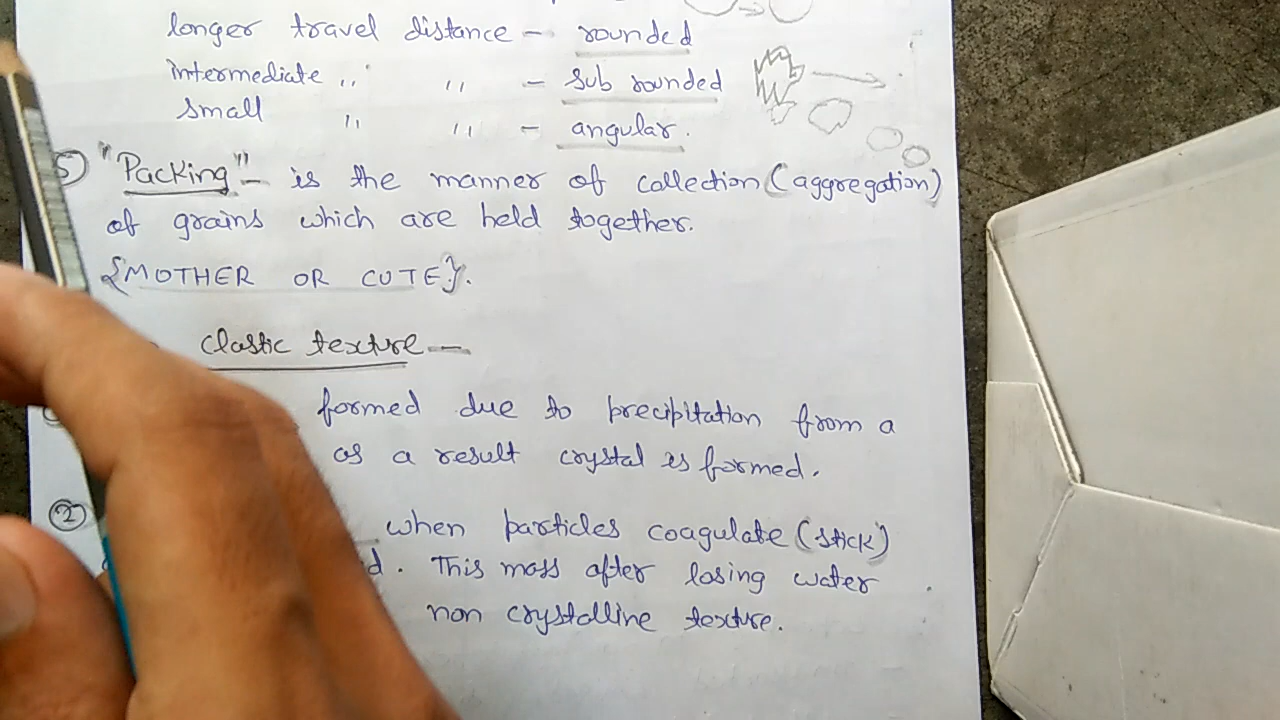 longer travel distance - rounded
intermediate ,, ,, - sub rounded
small ,, ,, - angular.
5) "Packing" - is the manner of collection (aggregation)
of grains which are held together.
{MOTHER OR CUTE}.
clastic texture -
formed due to precipitation from a
as a result crystal is formed.
2 when particles coagulate (stick)
d. This mass after losing water
non crystalline texture.